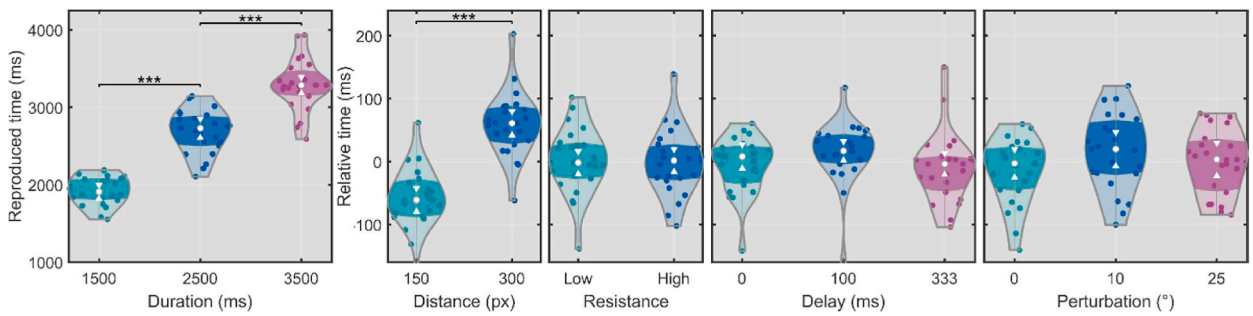 Reproduced time (ms)
4000
3000
2000
1000
***
***
1500
2500
3500
Duration (ms)
Relative time (ms)
200
100
0
-100
***
150
300
Distance (px)
Low
High
Resistance
0
100
333
Delay (ms)
0
10
25
Perturbation (°)